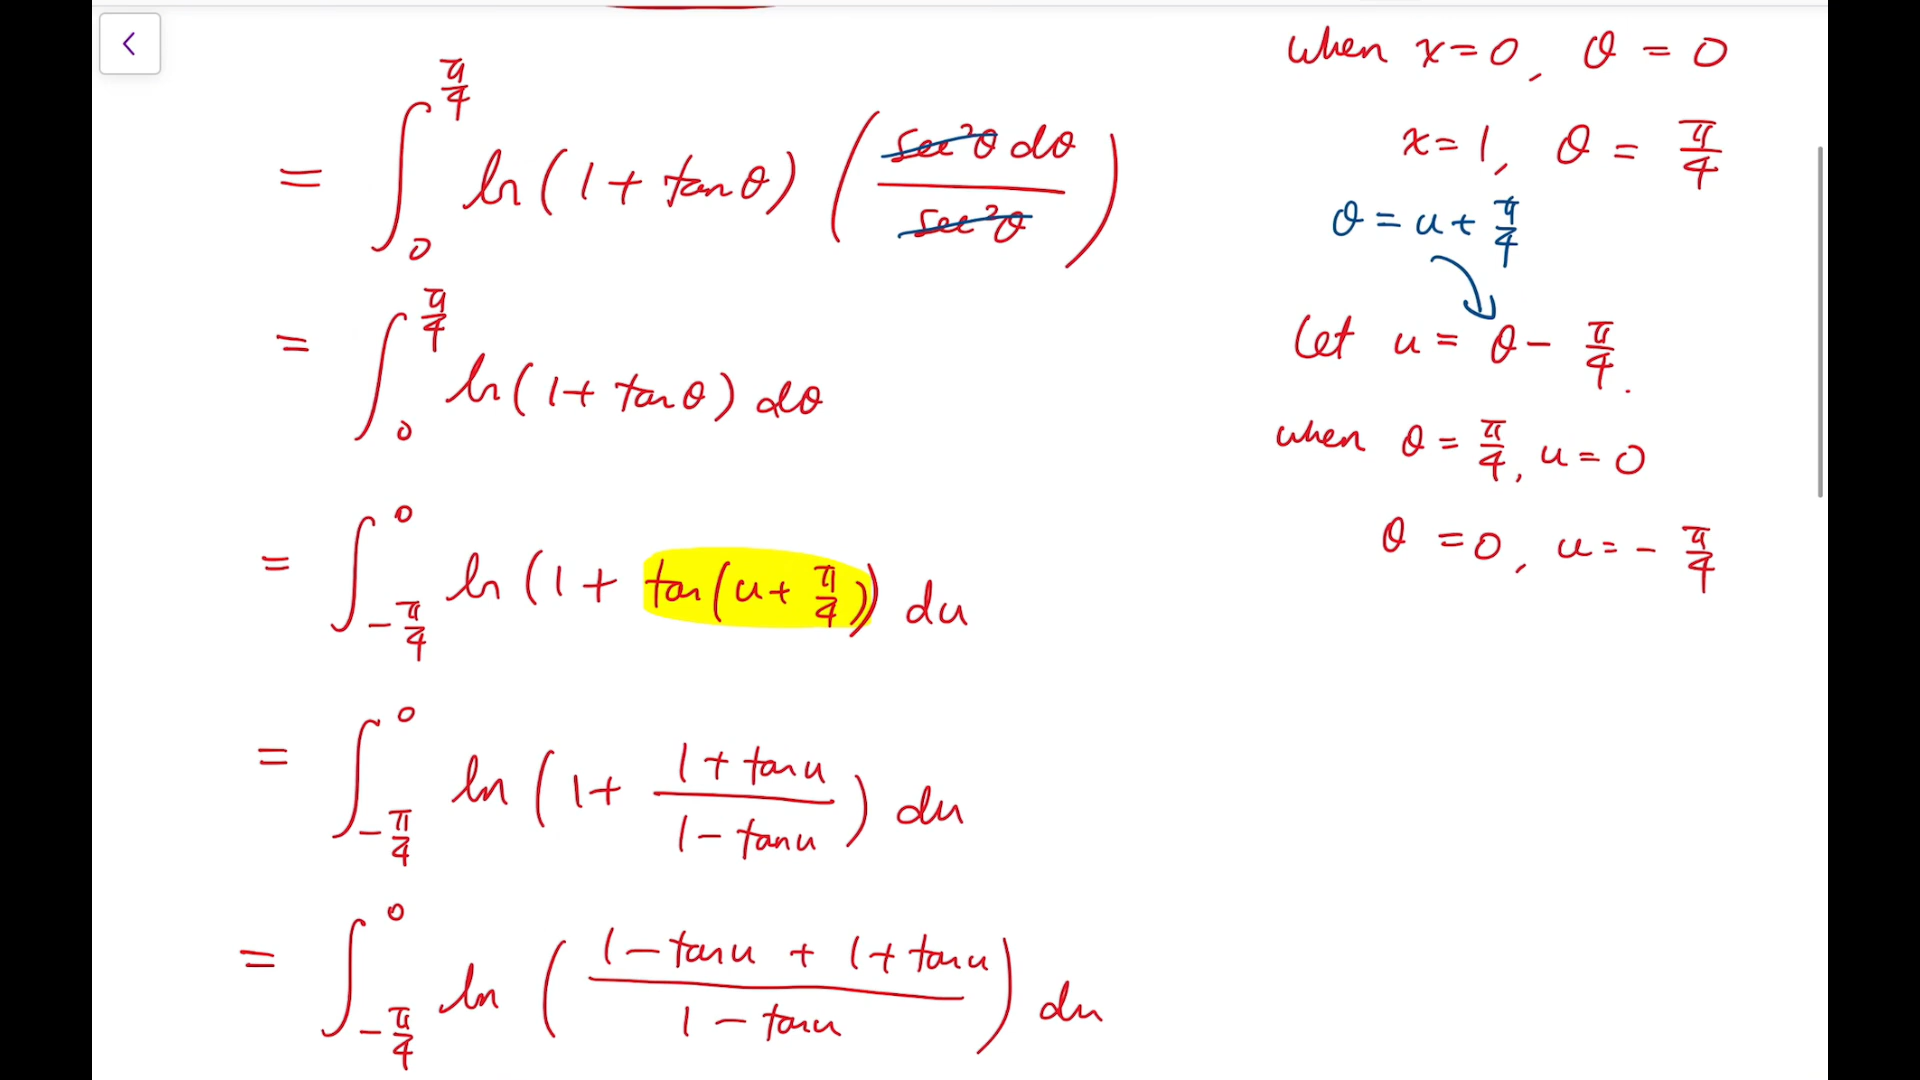 = ∫_0^{π/4} ln(1 + tanθ) (sec²θ dθ / sec²θ)
= ∫_0^{π/4} ln(1 + tanθ) dθ
= ∫_{-π/4}^0 ln(1 + tan(u + π/4)) du
= ∫_{-π/4}^0 ln(1 + (1 + tanu)/(1 - tanu)) du
= ∫_{-π/4}^0 ln((1 - tanu + 1 + tanu)/(1 - tanu)) du
when x = 0, θ = 0
x = 1, θ = π/4
θ = u + π/4
Let u = θ - π/4.
when θ = π/4, u = 0
θ = 0, u = -π/4